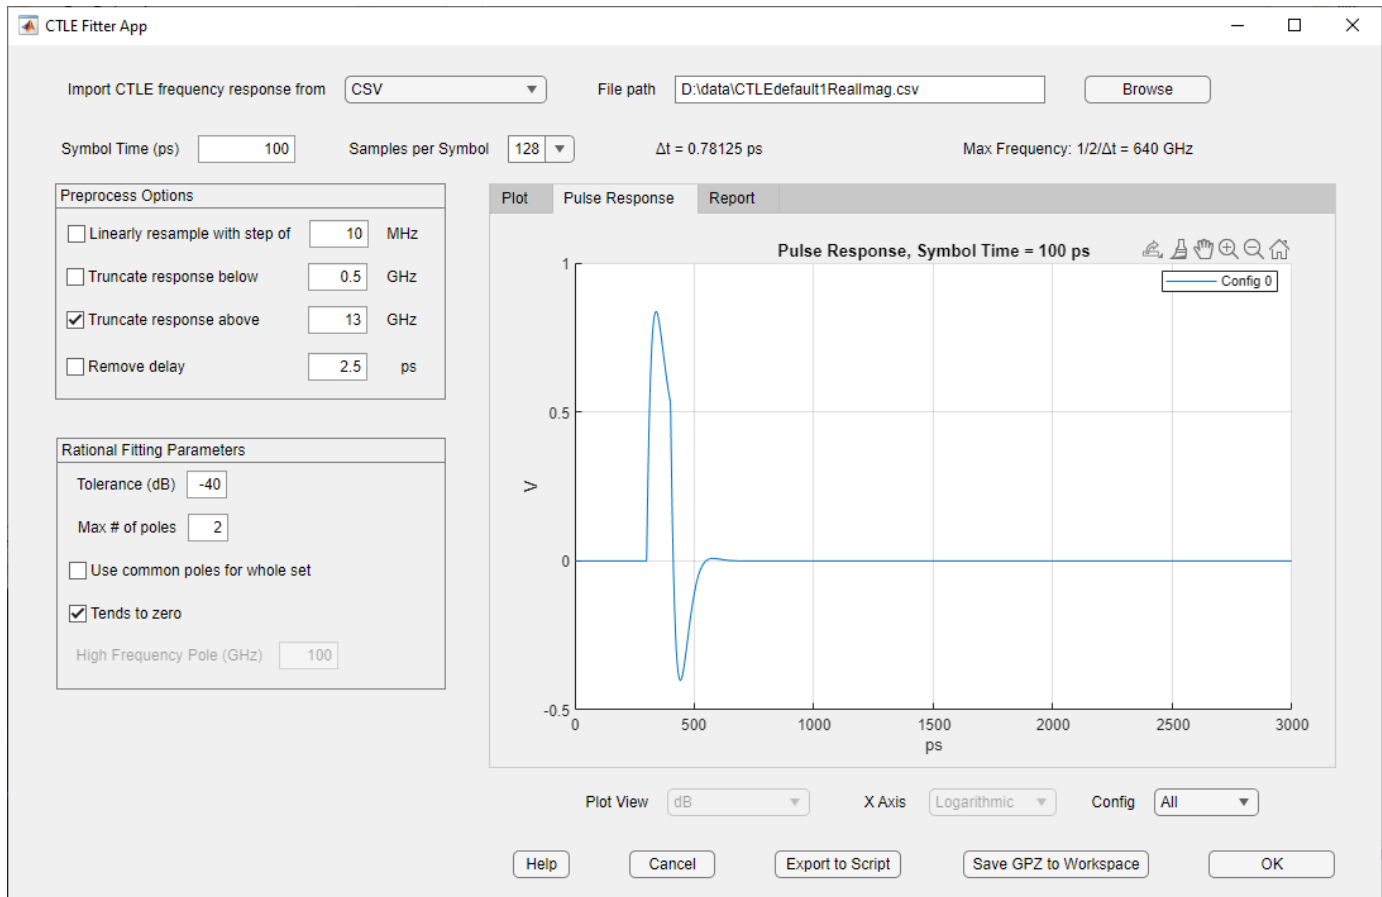 CTLE Fitter App
Import CTLE frequency response from CSV File path D:\data\CTLEdefault1RealImag.csv Browse
Symbol Time (ps) 100 Samples per Symbol 128 Δt = 0.78125 ps Max Frequency: 1/2/Δt = 640 GHz
Preprocess Options
Linearly resample with step of 10 MHz
Truncate response below 0.5 GHz
Truncate response above 13 GHz
Remove delay 2.5 ps
Rational Fitting Parameters
Tolerance (dB) -40
Max # of poles 2
Use common poles for whole set
Tends to zero
High Frequency Pole (GHz) 100
Plot Pulse Response Report
Pulse Response, Symbol Time = 100 ps
Config 0
1
0.5
0
-0.5
V
0 500 1000 1500 2000 2500 3000
ps
Plot View dB X Axis Logarithmic Config All
Help Cancel Export to Script Save GPZ to Workspace OK